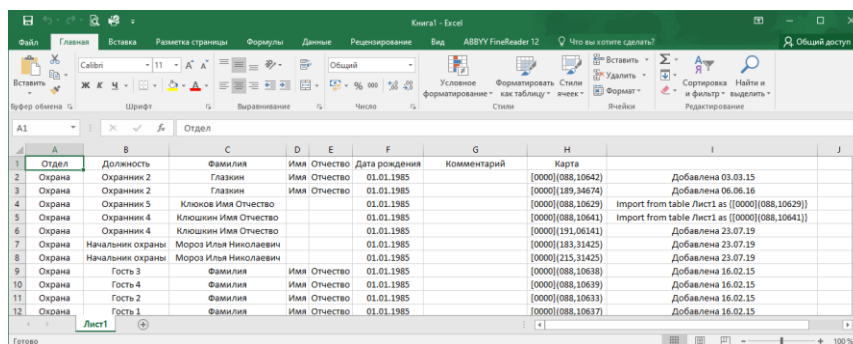 Книга1 - Excel
Файл Главная Вставка Разметка страницы Формулы Данные Рецензирование Вид ABBYY FineReader 12 Что вы хотите сделать? Общий доступ
Вставить Calibri 11 Ж К Ч Общий % 000 Условное форматирование Форматировать как таблицу Стили ячеек Вставить Удалить Формат Сортировка и фильтр Найти и выделить
Буфер обмена Шрифт Выравнивание Число Стили Ячейки Редактирование
A1 fx Отдел
A B C D E F G H I J
1 Отдел Должность Фамилия Имя Отчество Дата рождения Комментарий Карта
2 Охрана Охранник 2 Глазкин Имя Отчество 01.01.1985 [0000](088,10642) Добавлена 03.03.15
3 Охрана Охранник 2 Глазкин Имя Отчество 01.01.1985 [0000](189,34674) Добавлена 06.06.16
4 Охрана Охранник 5 Клюков Имя Отчество 01.01.1985 [0000](088,10629) Import from table Лист1 as {[0000](088,10629)}
5 Охрана Охранник 4 Клюшкин Имя Отчество 01.01.1985 [0000](088,10641) Import from table Лист1 as {[0000](088,10641)}
6 Охрана Охранник 4 Клюшкин Имя Отчество 01.01.1985 [0000](191,06141) Добавлена 23.07.19
7 Охрана Начальник охраны Мороз Илья Николаевич 01.01.1985 [0000](183,31425) Добавлена 23.07.19
8 Охрана Начальник охраны Мороз Илья Николаевич 01.01.1985 [0000](215,31425) Добавлена 23.07.19
9 Охрана Гость 3 Фамилия Имя Отчество 01.01.1985 [0000](088,10638) Добавлена 16.02.15
10 Охрана Гость 4 Фамилия Имя Отчество 01.01.1985 [0000](088,10639) Добавлена 16.02.15
11 Охрана Гость 2 Фамилия Имя Отчество 01.01.1985 [0000](088,10633) Добавлена 16.02.15
12 Охрана Гость 1 Фамилия Имя Отчество 01.01.1985 [0000](088,10637) Добавлена 16.02.15
Лист1
Готово 100 %